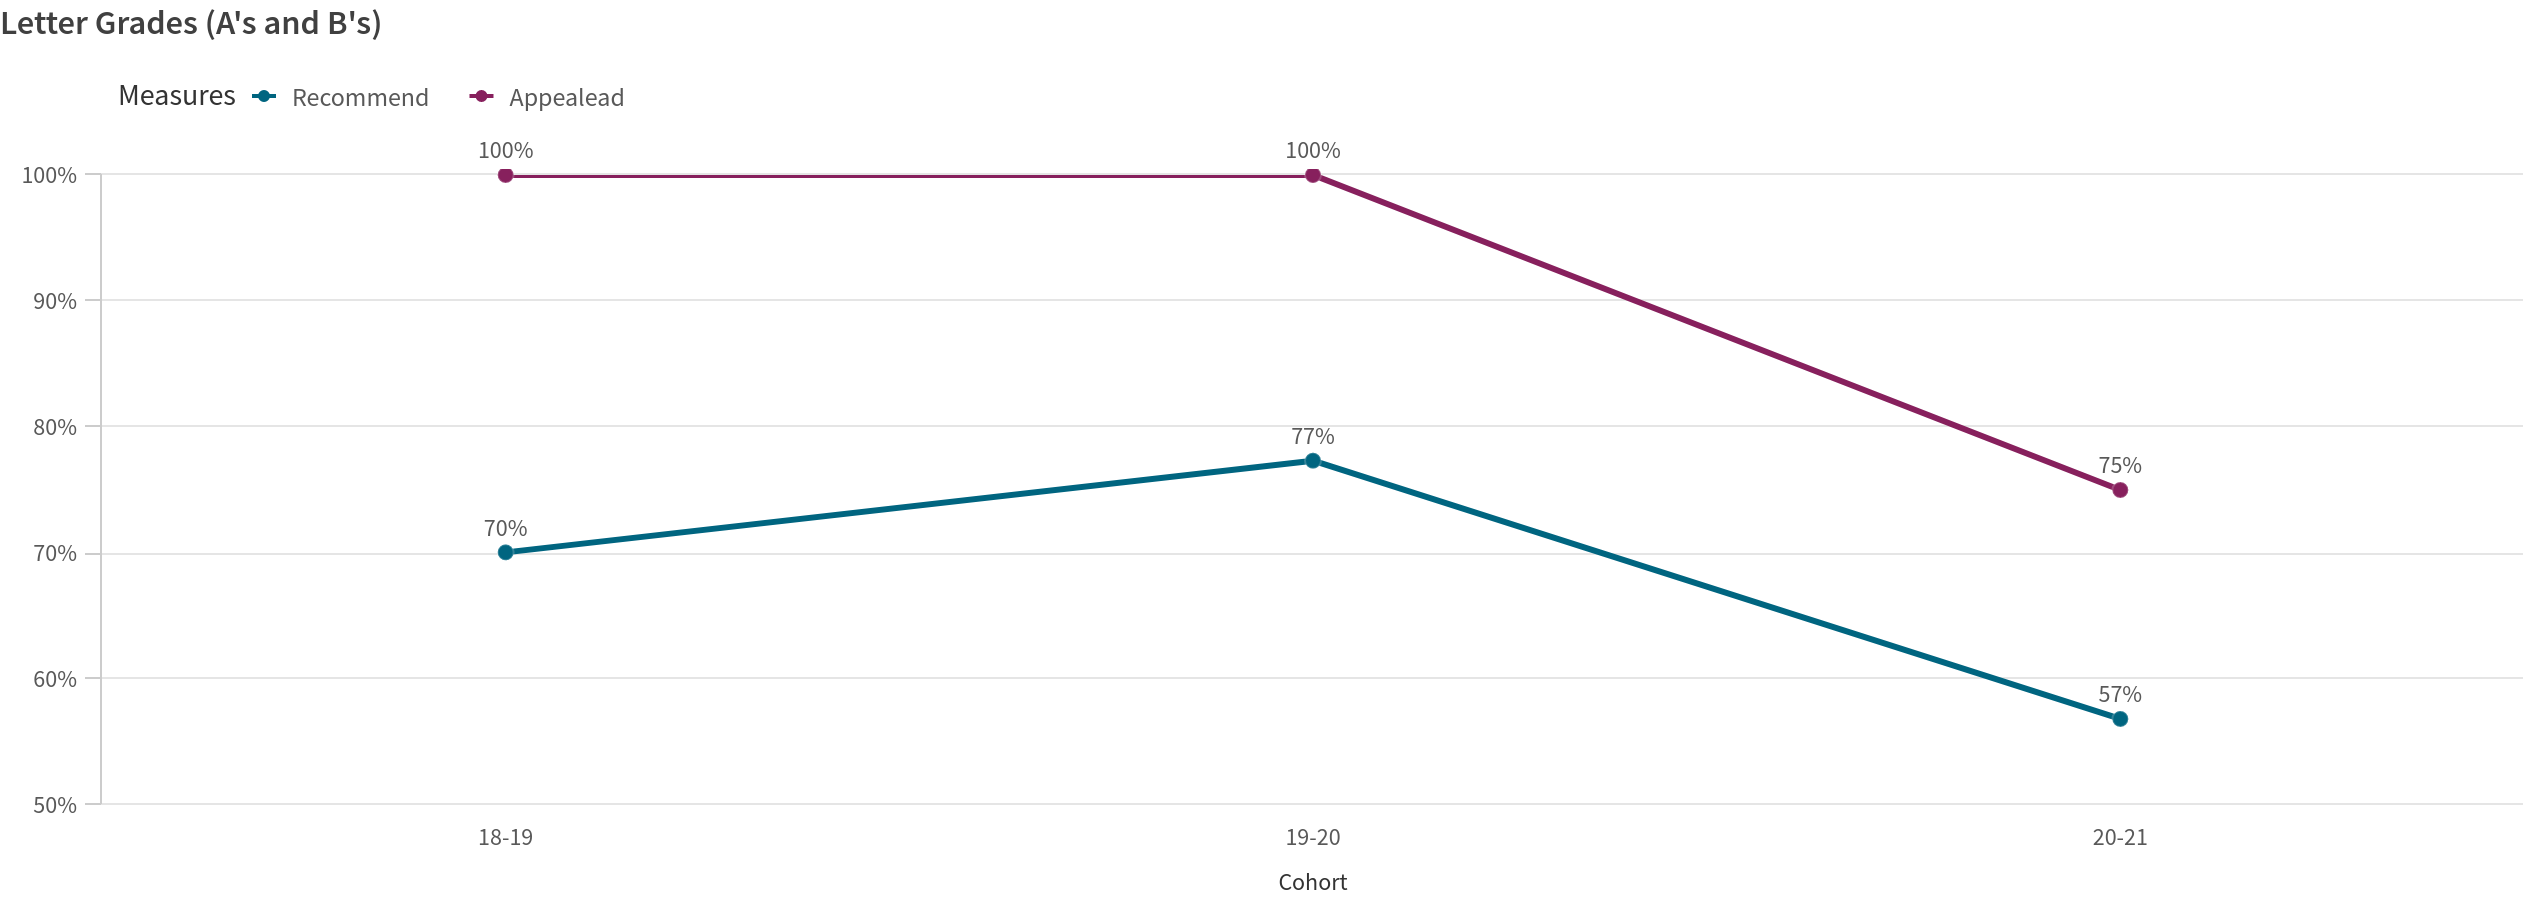 Letter Grades (A's and B's)
Measures Recommend Appealead
100% 100%
100%
90%
80%
77%
75%
70%
70%
60%
57%
50%
18-19 19-20 20-21
Cohort